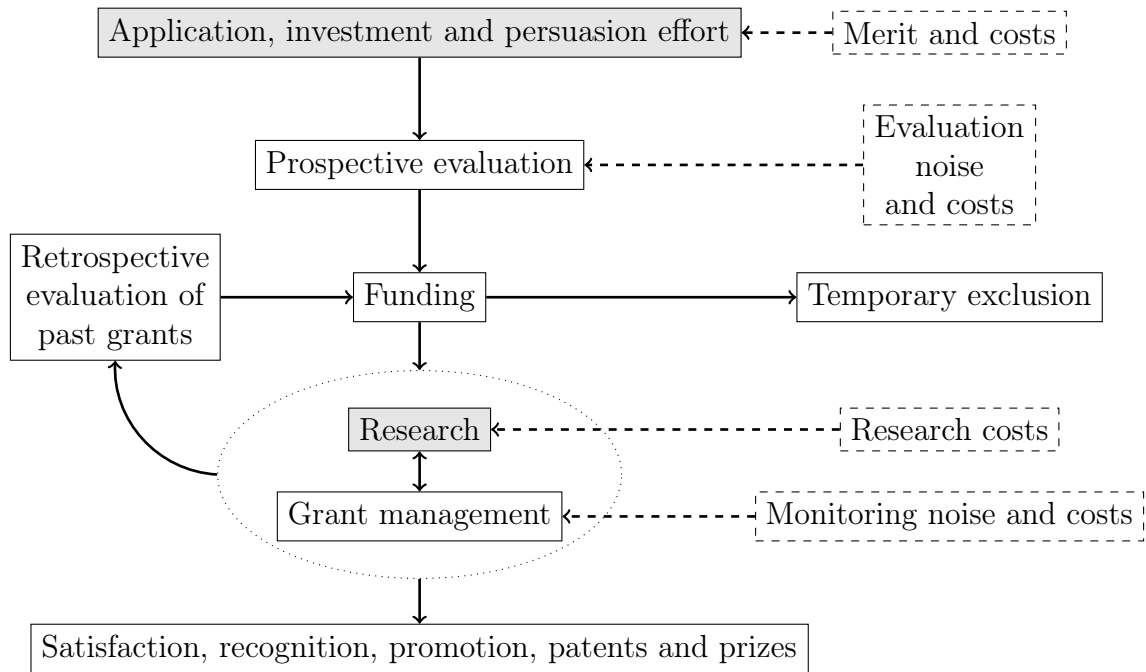 Application, investment and persuasion effort
Merit and costs
Prospective evaluation
Evaluation
noise
and costs
Retrospective
evaluation of
past grants
Funding
Temporary exclusion
Research
Research costs
Grant management
Monitoring noise and costs
Satisfaction, recognition, promotion, patents and prizes